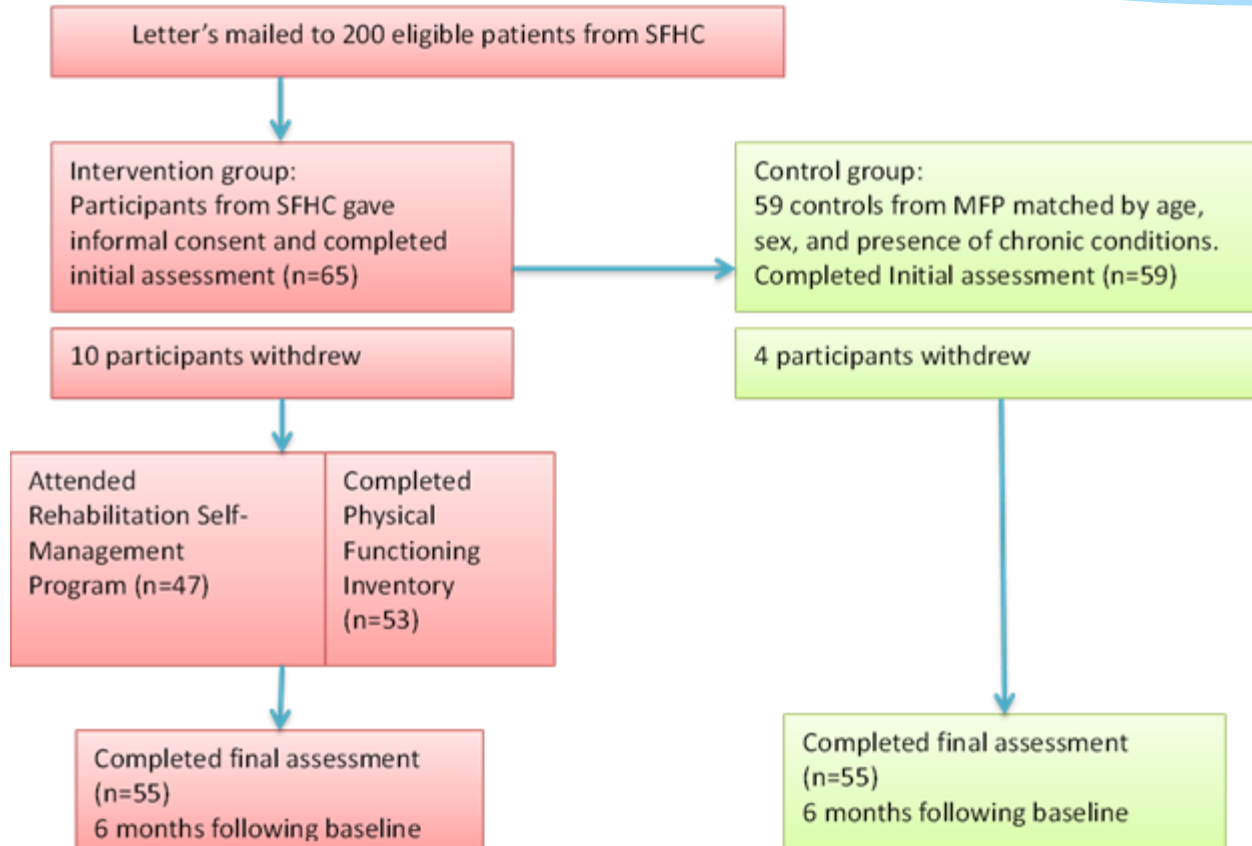 Letter's mailed to 200 eligible patients from SFHC
Intervention group:
Participants from SFHC gave
informal consent and completed
initial assessment (n=65)
Control group:
59 controls from MFP matched by age,
sex, and presence of chronic conditions.
Completed Initial assessment (n=59)
10 participants withdrew
4 participants withdrew
Attended
Rehabilitation Self-
Management
Program (n=47)
Completed
Physical
Functioning
Inventory
(n=53)
Completed final assessment
(n=55)
6 months following baseline
Completed final assessment
(n=55)
6 months following baseline